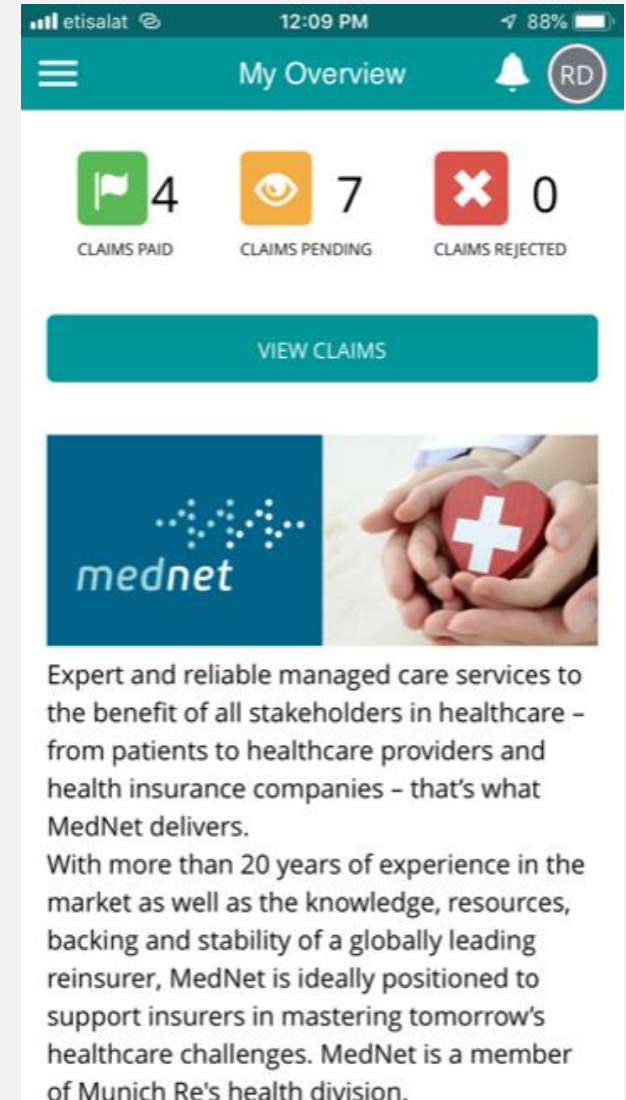 etisalat 12:09 PM 88%
My Overview RD
4 7 0
CLAIMS PAID CLAIMS PENDING CLAIMS REJECTED
VIEW CLAIMS
mednet
Expert and reliable managed care services to
the benefit of all stakeholders in healthcare –
from patients to healthcare providers and
health insurance companies – that's what
MedNet delivers.
With more than 20 years of experience in the
market as well as the knowledge, resources,
backing and stability of a globally leading
reinsurer, MedNet is ideally positioned to
support insurers in mastering tomorrow's
healthcare challenges. MedNet is a member
of Munich Re's health division.